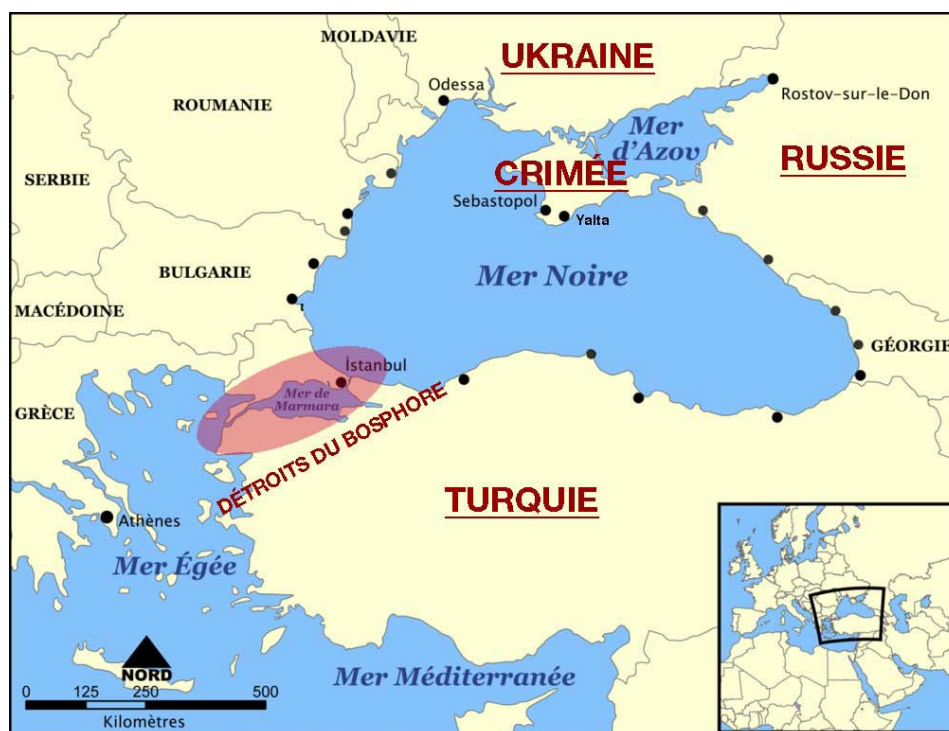 MOLDAVIE
UKRAINE
Odessa
Rostov-sur-le-Don
ROUMANIE
Mer
d'Azov
RUSSIE
CRIMÉE
SERBIE
Sebastopol
Yalta
BULGARIE
Mer Noire
MACÉDOINE
GÉORGIE
İstanbul
Mer de
Marmara
GRÈCE
DÉTROITS DU BOSPHORE
TURQUIE
Athènes
Mer Égée
Mer Méditerranée
NORD
0 125 250 500
Kilomètres